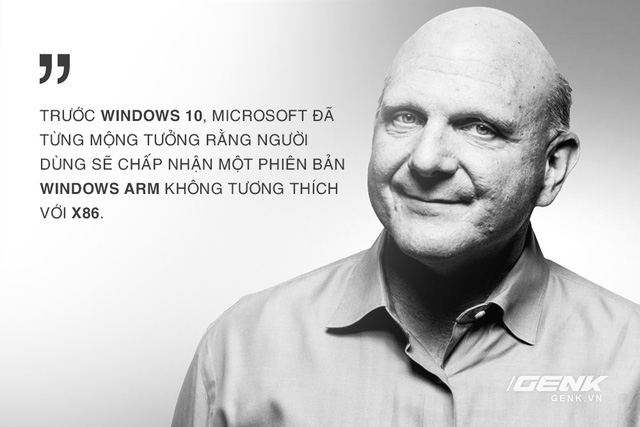 TRƯỚC WINDOWS 10, MICROSOFT ĐÃ
TỪNG MỘNG TƯỞNG RẰNG NGƯỜI
DÙNG SẼ CHẤP NHẬN MỘT PHIÊN BẢN
WINDOWS ARM KHÔNG TƯƠNG THÍCH
VỚI X86.
GENK
GENK.VN